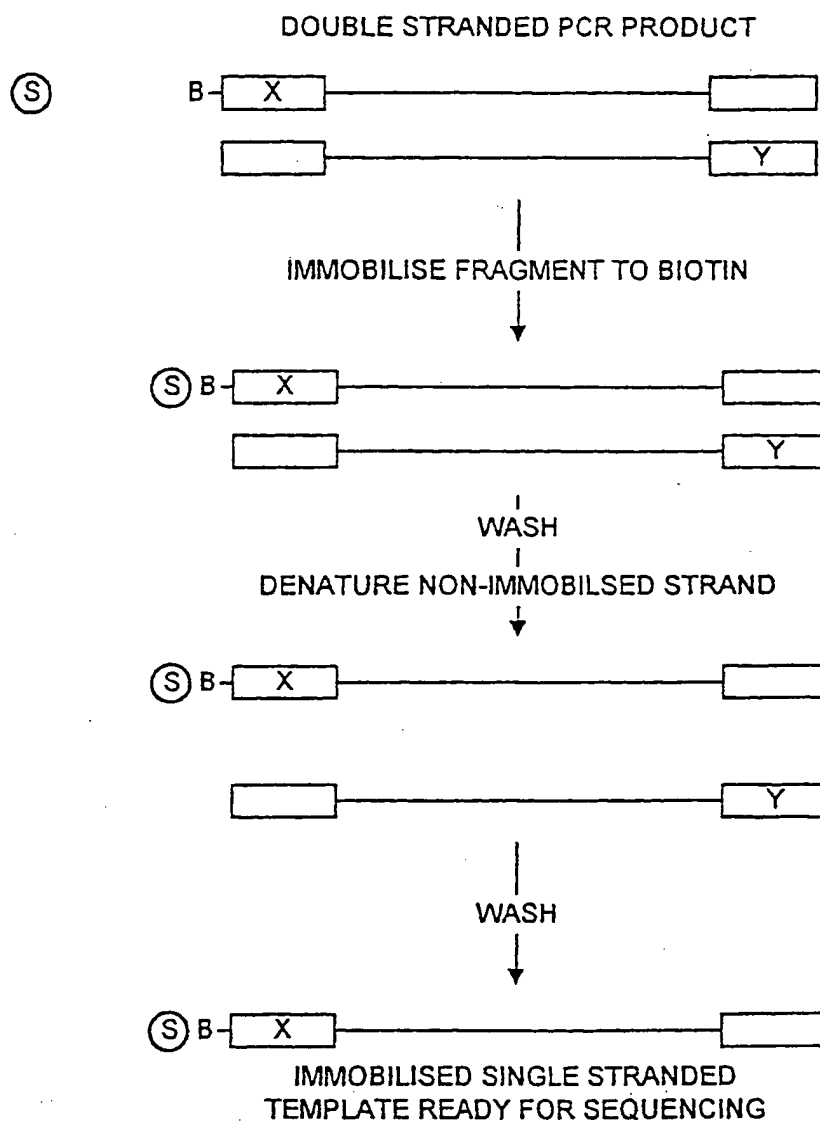 DOUBLE STRANDED PCR PRODUCT
S B X
Y
IMMOBILISE FRAGMENT TO BIOTIN
S B X
Y
WASH
DENATURE NON-IMMOBILSED STRAND
S B X
Y
WASH
S B X
IMMOBILISED SINGLE STRANDED
TEMPLATE READY FOR SEQUENCING